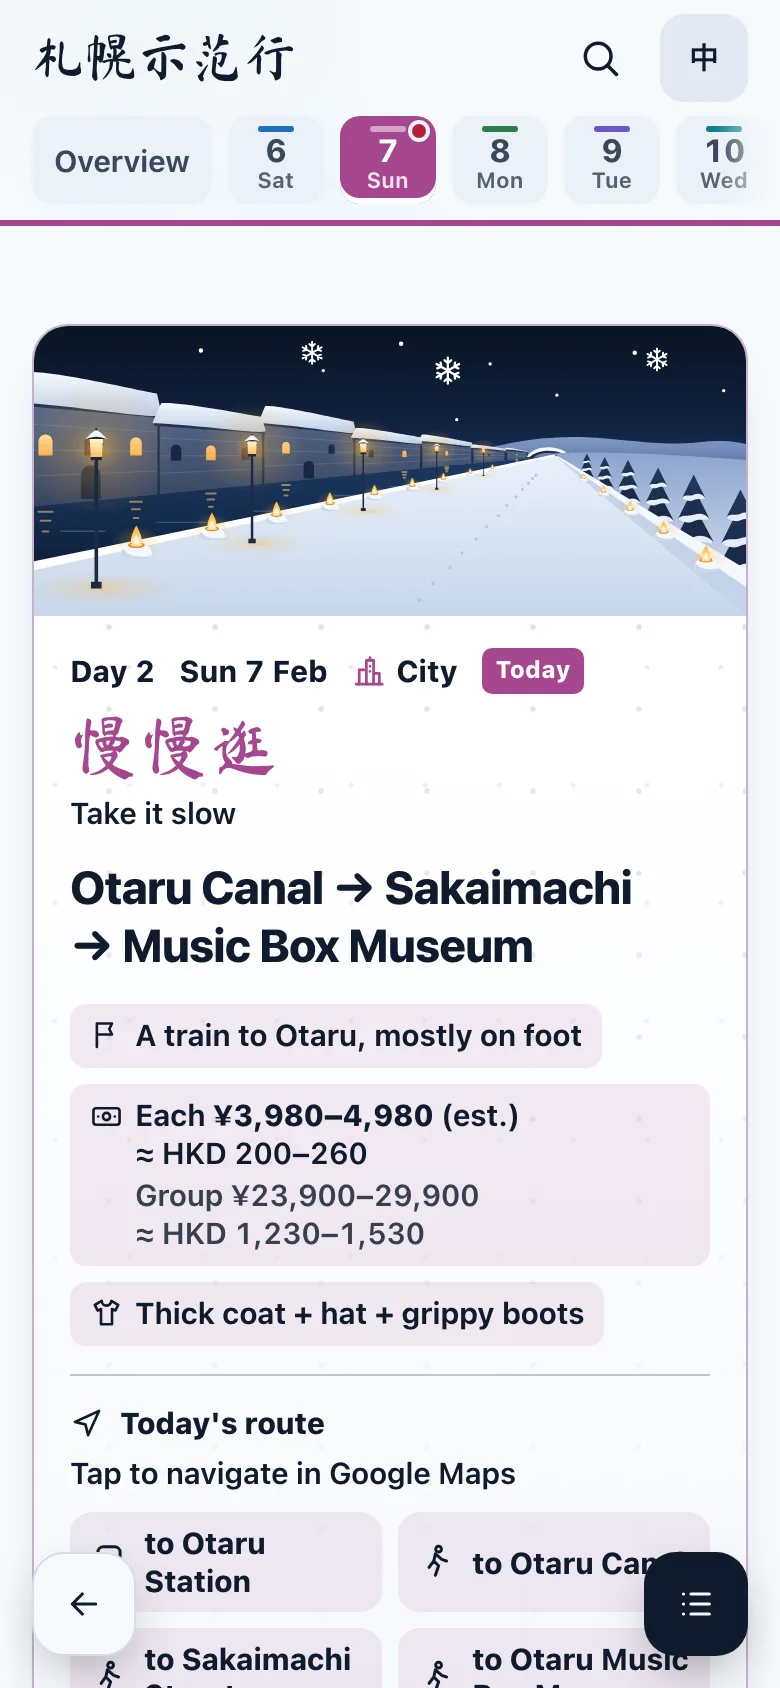 札幌示范行
中
Overview
6
Sat
7
Sun
8
Mon
9
Tue
10
Wed
Day 2 Sun 7 Feb City Today
慢慢逛
Take it slow
Otaru Canal → Sakaimachi
→ Music Box Museum
A train to Otaru, mostly on foot
Each ¥3,980–4,980 (est.)
≈ HKD 200–260
Group ¥23,900–29,900
≈ HKD 1,230–1,530
Thick coat + hat + grippy boots
Today's route
Tap to navigate in Google Maps
to Otaru
Station
to Otaru
to Sakaimachi
to Otaru Music